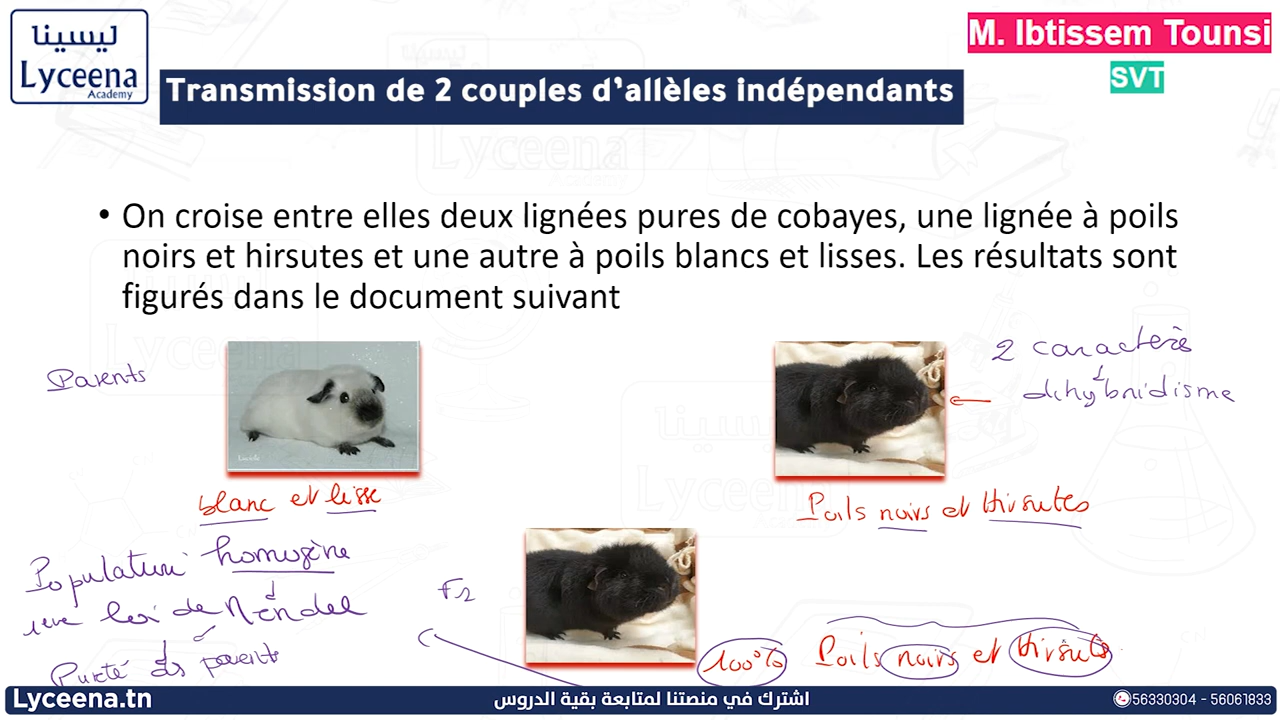 ليسينا
Lyceena
Academy
M. Ibtissem Tounsi
SVT
Transmission de 2 couples d'allèles indépendants
• On croise entre elles deux lignées pures de cobayes, une lignée à poils
noirs et hirsutes et une autre à poils blancs et lisses. Les résultats sont
figurés dans le document suivant
Parents
2 caractères
dihybridisme
blanc et lisse
Poils noirs et Hirsutes
Population homogène
1ère loi de Mendel
Pureté des parents
100% Poils noirs et Hirsute
Lyceena.tn
اشترك في منصتنا لمتابعة بقية الدروس
56330304 - 56061833